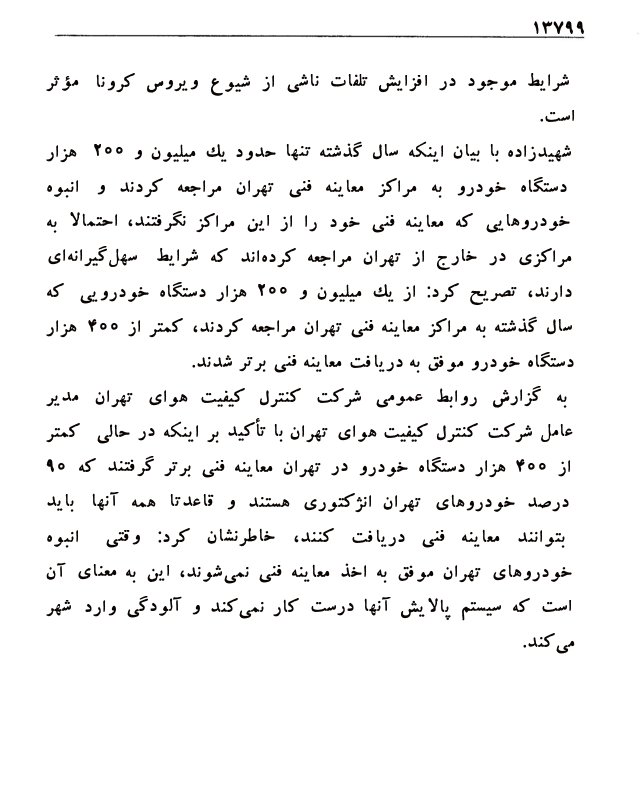 ۱۳۷۹۹
شرایط موجود در افزایش تلفات ناشی از شیوع ویروس کرونا مؤثر
است.
شهیدزاده با بیان اینکه سال گذشته تنها حدود یك میلیون و ۲۰۰ هزار
دستگاه خودرو به مراکز معاینه فنی تهران مراجعه کردند و انبوه
خودروهایی که معاینه فنی خود را از این مراکز نگرفتند، احتمالا به
مراکزی در خارج از تهران مراجعه کرده‌اند که شرایط سهل‌گیرانه‌ای
دارند، تصریح کرد: از یك میلیون و ۲۰۰ هزار دستگاه خودرویی که
سال گذشته به مراکز معاینه فنی تهران مراجعه کردند، کمتر از ۴۰۰ هزار
دستگاه خودرو موفق به دریافت معاینه فنی برتر شدند.
به گزارش روابط عمومی شرکت کنترل کیفیت هوای تهران مدیر
عامل شرکت کنترل کیفیت هوای تهران با تأکید بر اینکه در حالی کمتر
از ۴۰۰ هزار دستگاه خودرو در تهران معاینه فنی برتر گرفتند که ۹۰
درصد خودروهای تهران انژکتوری هستند و قاعدتا همه آنها باید
بتوانند معاینه فنی دریافت کنند، خاطرنشان کرد: وقتی انبوه
خودروهای تهران موفق به اخذ معاینه فنی نمی‌شوند، این به معنای آن
است که سیستم پالایش آنها درست کار نمی‌کند و آلودگی وارد شهر
می‌کند.